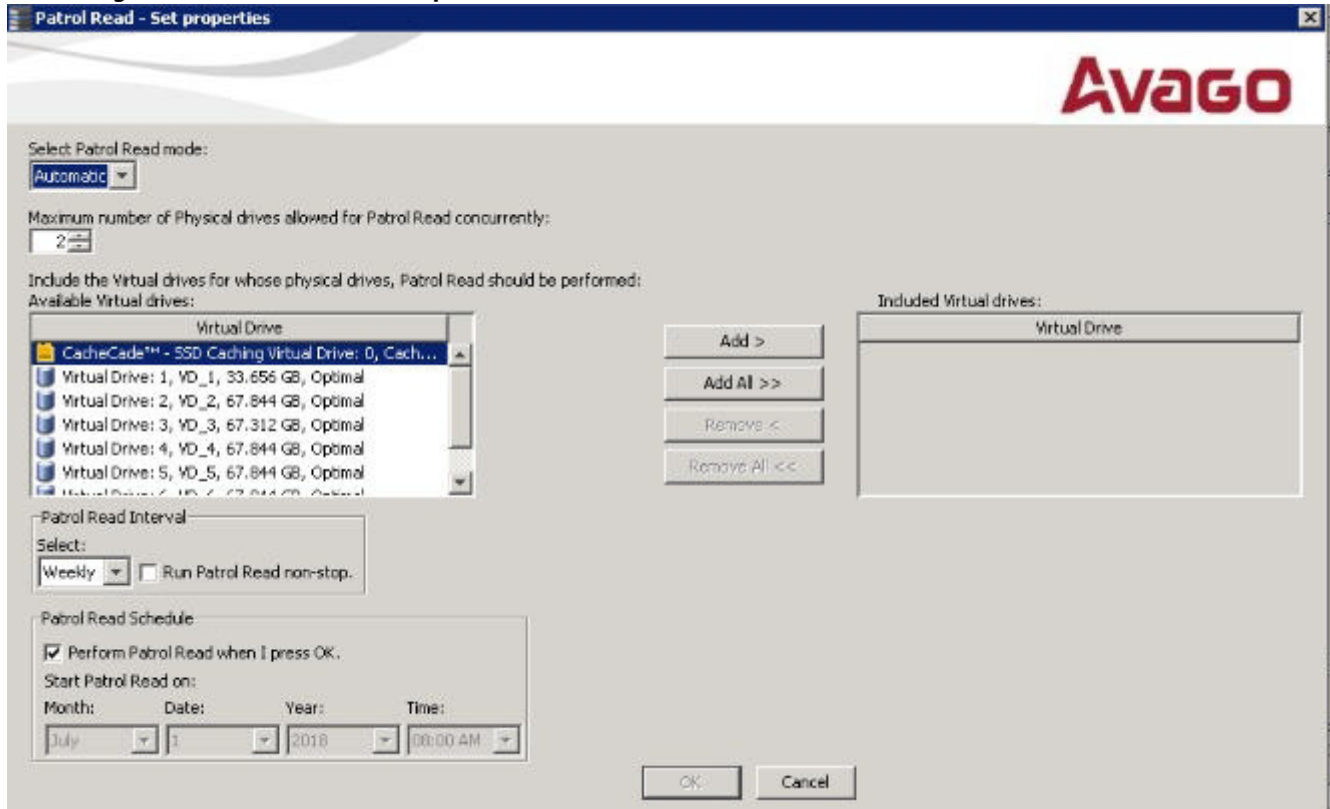 Patrol Read - Set properties
Avago
Select Patrol Read mode:
Automatic
Maximum number of Physical drives allowed for Patrol Read concurrently:
2
Include the Virtual drives for whose physical drives, Patrol Read should be performed:
Available Virtual drives: Included Virtual drives:
Virtual Drive Virtual Drive
CacheCade™ - SSD Caching Virtual Drive: 0, Cach...
Virtual Drive: 1, VD_1, 33.656 GB, Optimal
Virtual Drive: 2, VD_2, 67.844 GB, Optimal
Virtual Drive: 3, VD_3, 67.312 GB, Optimal
Virtual Drive: 4, VD_4, 67.844 GB, Optimal
Virtual Drive: 5, VD_5, 67.844 GB, Optimal
Add >
Add All >>
Remove <
Remove All <<
Patrol Read Interval
Select:
Weekly Run Patrol Read non-stop.
Patrol Read Schedule
Perform Patrol Read when I press OK.
Start Patrol Read on:
Month: Date: Year: Time:
July 1 2018 08:00 AM
OK Cancel